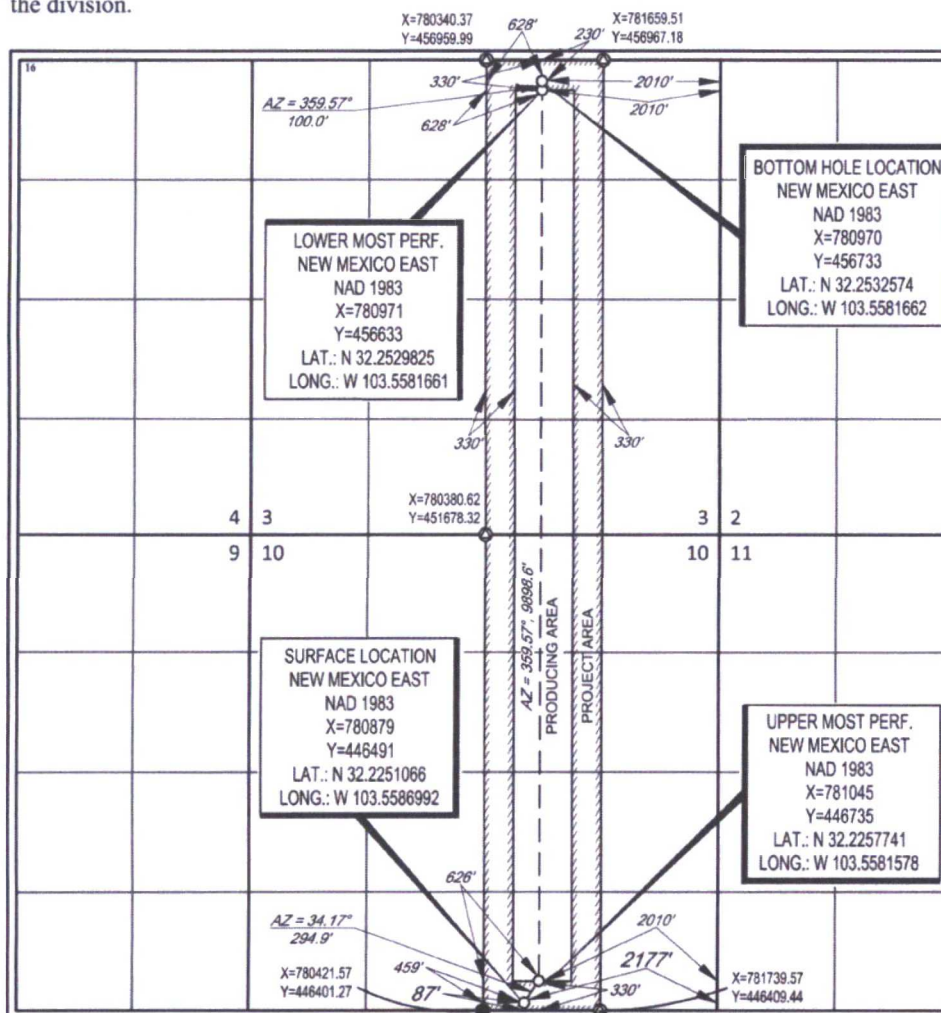 the division.
X=780340.37
Y=456959.99
628'
230'
X=781659.51
Y=456967.18
16
330'
2010'
2010'
AZ = 359.57°
100.0'
628'
BOTTOM HOLE LOCATION
NEW MEXICO EAST
NAD 1983
X=780970
Y=456733
LAT.: N 32.2532574
LONG.: W 103.5581662
LOWER MOST PERF.
NEW MEXICO EAST
NAD 1983
X=780971
Y=456633
LAT.: N 32.2529825
LONG.: W 103.5581661
330'
330'
X=780380.62
Y=451678.32
4 3
3 2
9 10
10 11
AZ = 359.57°, 9898.6'
PRODUCING AREA
PROJECT AREA
SURFACE LOCATION
NEW MEXICO EAST
NAD 1983
X=780879
Y=446491
LAT.: N 32.2251066
LONG.: W 103.5586992
UPPER MOST PERF.
NEW MEXICO EAST
NAD 1983
X=781045
Y=446735
LAT.: N 32.2257741
LONG.: W 103.5581578
626'
AZ = 34.17°
294.9'
2010'
X=780421.57
Y=446401.27
459'
87'
2177'
330'
X=781739.57
Y=446409.44